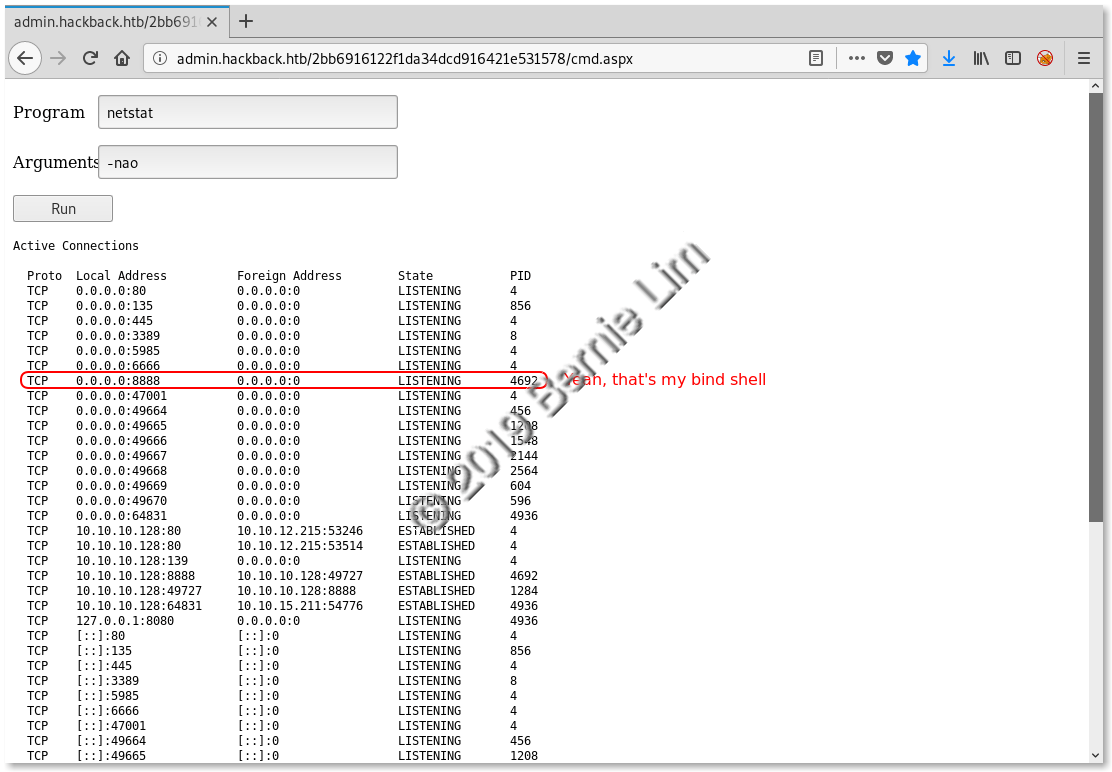 admin.hackback.htb/2bb691
admin.hackback.htb/2bb6916122f1da34dcd916421e531578/cmd.aspx
Program netstat
Arguments -nao
Run
Active Connections
Proto Local Address Foreign Address State PID
TCP 0.0.0.0:80 0.0.0.0:0 LISTENING 4
TCP 0.0.0.0:135 0.0.0.0:0 LISTENING 856
TCP 0.0.0.0:445 0.0.0.0:0 LISTENING 4
TCP 0.0.0.0:3389 0.0.0.0:0 LISTENING 8
TCP 0.0.0.0:5985 0.0.0.0:0 LISTENING 4
TCP 0.0.0.0:6666 0.0.0.0:0 LISTENING 4
TCP 0.0.0.0:8888 0.0.0.0:0 LISTENING 4692 Yeah, that's my bind shell
TCP 0.0.0.0:47001 0.0.0.0:0 LISTENING 4
TCP 0.0.0.0:49664 0.0.0.0:0 LISTENING 456
TCP 0.0.0.0:49665 0.0.0.0:0 LISTENING 1208
TCP 0.0.0.0:49666 0.0.0.0:0 LISTENING 1548
TCP 0.0.0.0:49667 0.0.0.0:0 LISTENING 2144
TCP 0.0.0.0:49668 0.0.0.0:0 LISTENING 2564
TCP 0.0.0.0:49669 0.0.0.0:0 LISTENING 604
TCP 0.0.0.0:49670 0.0.0.0:0 LISTENING 596
TCP 0.0.0.0:64831 0.0.0.0:0 LISTENING 4936
TCP 10.10.10.128:80 10.10.12.215:53246 ESTABLISHED 4
TCP 10.10.10.128:80 10.10.12.215:53514 ESTABLISHED 4
TCP 10.10.10.128:139 0.0.0.0:0 LISTENING 4
TCP 10.10.10.128:8888 10.10.10.128:49727 ESTABLISHED 4692
TCP 10.10.10.128:49727 10.10.10.128:8888 ESTABLISHED 1284
TCP 10.10.10.128:64831 10.10.15.211:54776 ESTABLISHED 4936
TCP 127.0.0.1:8080 0.0.0.0:0 LISTENING 4936
TCP [::]:80 [::]:0 LISTENING 4
TCP [::]:135 [::]:0 LISTENING 856
TCP [::]:445 [::]:0 LISTENING 4
TCP [::]:3389 [::]:0 LISTENING 8
TCP [::]:5985 [::]:0 LISTENING 4
TCP [::]:6666 [::]:0 LISTENING 4
TCP [::]:47001 [::]:0 LISTENING 4
TCP [::]:49664 [::]:0 LISTENING 456
TCP [::]:49665 [::]:0 LISTENING 1208
© 2019 Bernie Lim